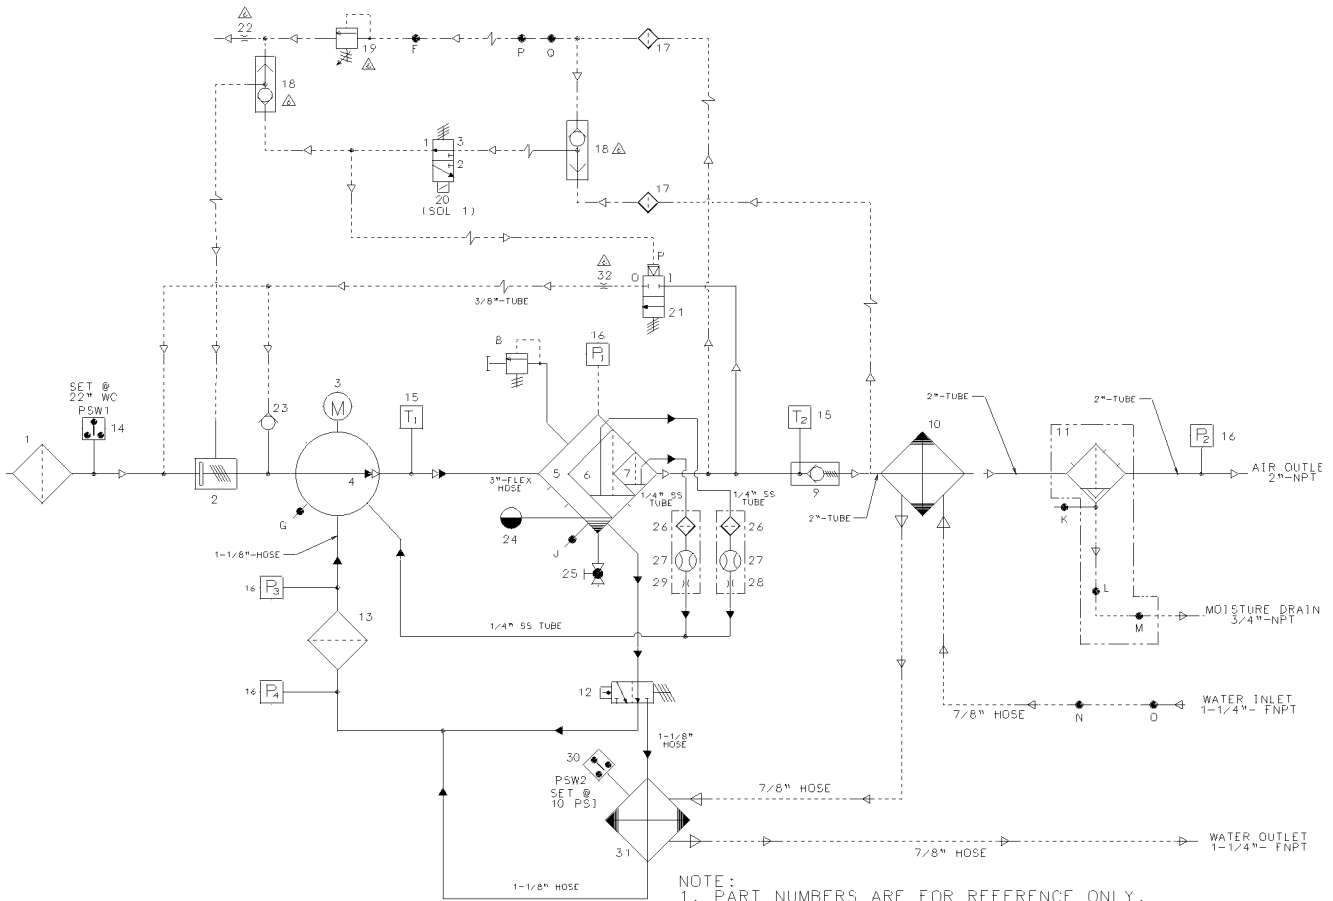 22
19
F
P
Q
17
18
1
3
2
18
20
(SOL 1)
17
P
O
I
32
21
3/8"-TUBE
8
16
P1
SET @
22" WC
PSW1
14
1
23
3
M
15
T1
4
2
G
3"-FLEX
HOSE
5
6
7
1/4" SS
TUBE
1/4" SS
TUBE
T2
15
9
2"-TUBE
10
2"-TUBE
2"-TUBE
11
P2
16
AIR OUTLE
2"-NPT
K
L
M
MOISTURE DRAIN
3/4"-NPT
24
J
25
26
27
29
26
27
28
1-1/8"-HOSE
16
P3
13
1/4" SS TUBE
16
P4
12
1-1/8"
HOSE
30
PSW2
SET @
10 PSI
31
7/8" HOSE
N
O
WATER INLET
1-1/4"- FNPT
7/8" HOSE
7/8" HOSE
WATER OUTLET
1-1/4"- FNPT
1-1/8" HOSE
NOTE:
1. PART NUMBERS ARE FOR REFERENCE ONLY.